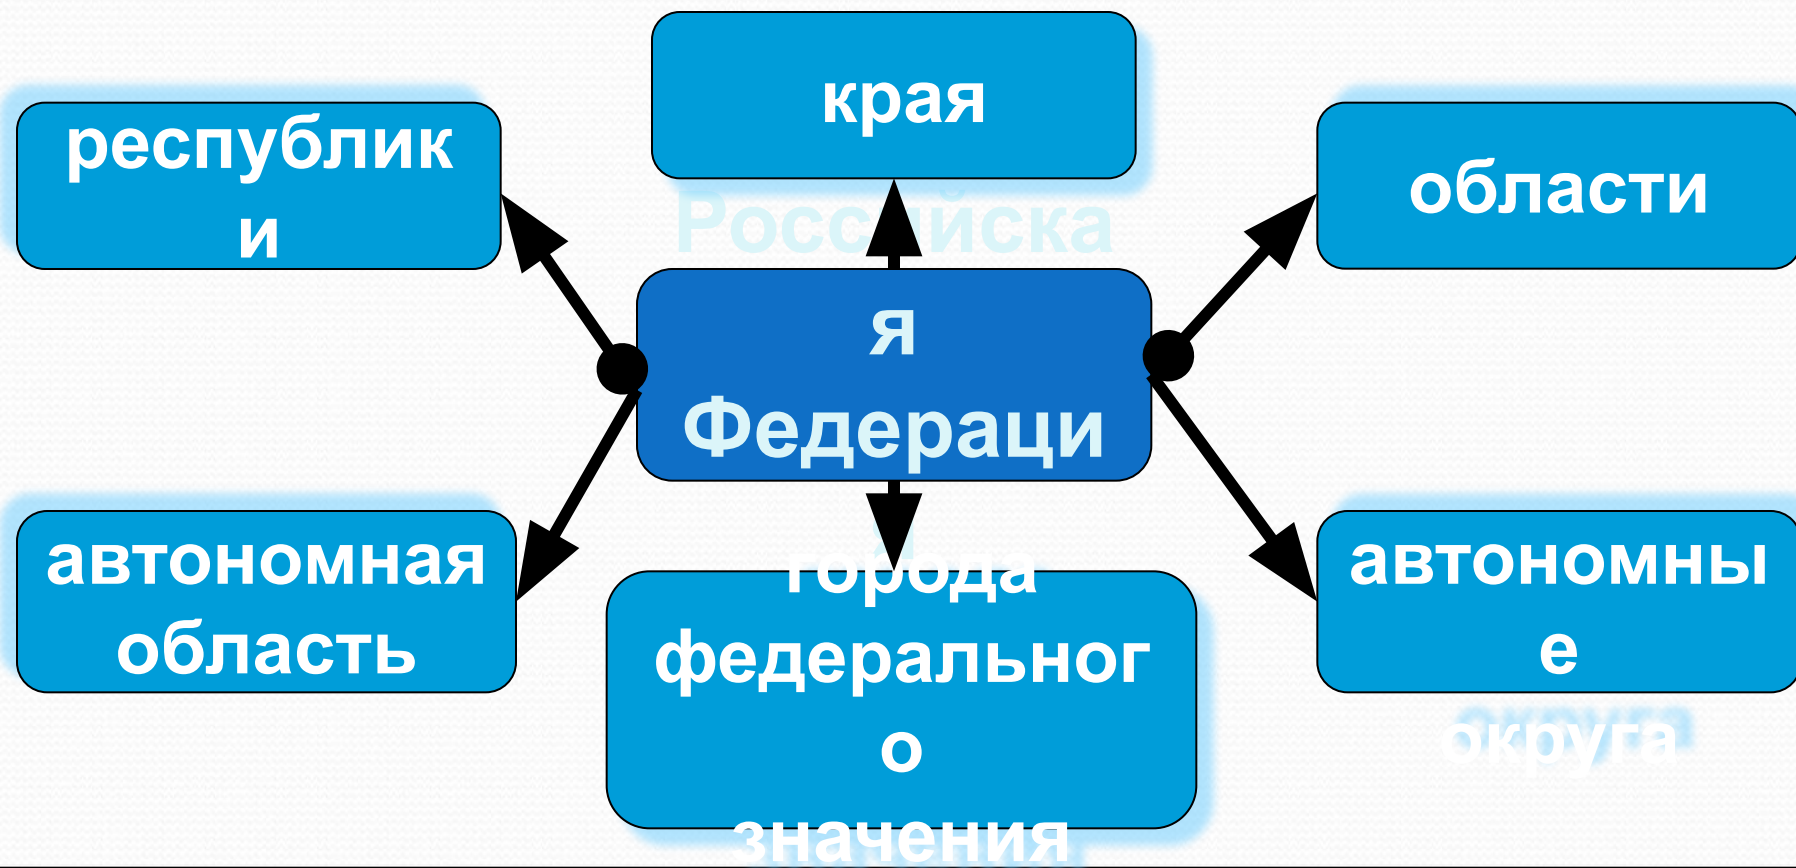 края
республик
и
области
Российска
я
Федераци
я
автономная
область
города
федеральног
о
значения
автономны
е
округа